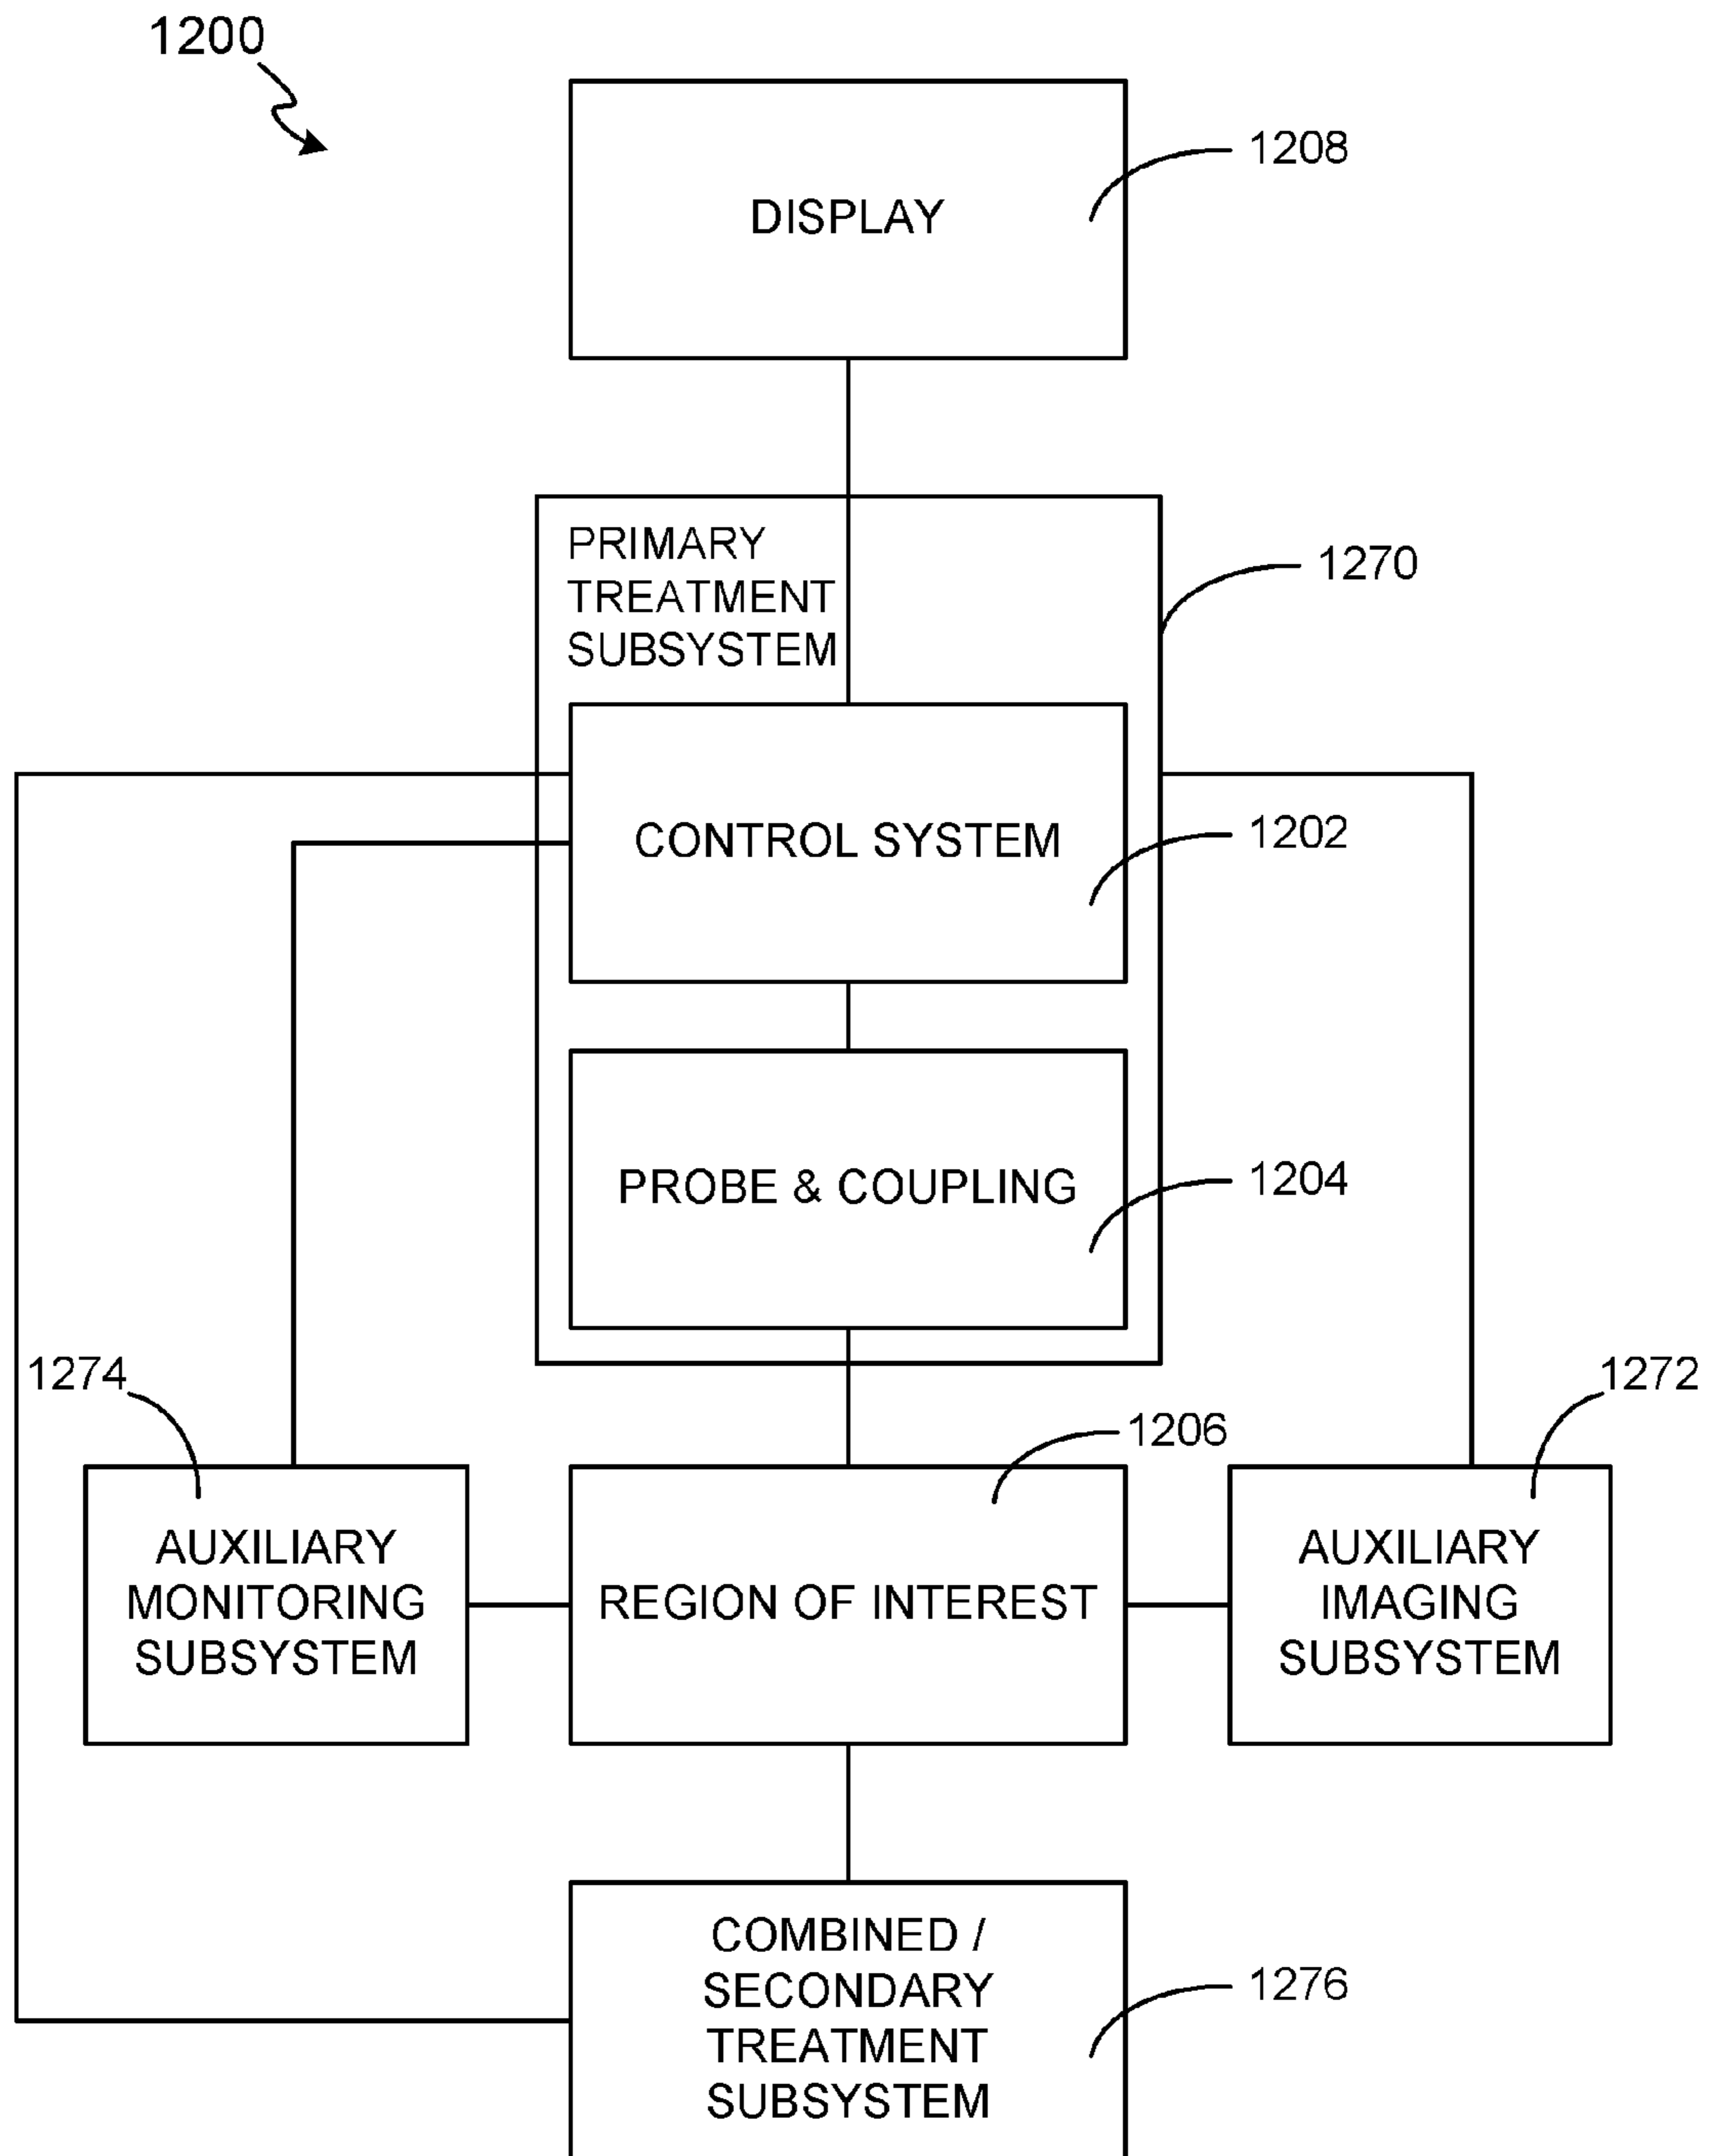 1200
DISPLAY
1208
PRIMARY
TREATMENT
SUBSYSTEM
1270
CONTROL SYSTEM
1202
PROBE & COUPLING
1204
1274
1272
1206
AUXILIARY
MONITORING
SUBSYSTEM
REGION OF INTEREST
AUXILIARY
IMAGING
SUBSYSTEM
COMBINED /
SECONDARY
TREATMENT
SUBSYSTEM
1276